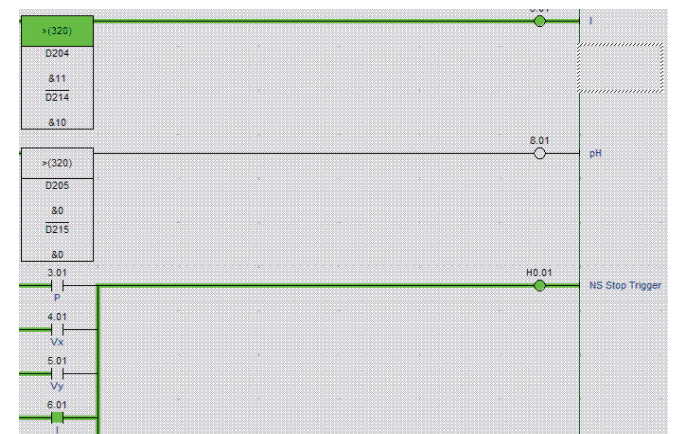 >(320)
I
D204
&11
D214
&10
8.01
>(320)
pH
D205
&0
D215
&0
3.01
H0.01
NS Stop Trigger
P
4.01
Vx
5.01
Vy
6.01
I